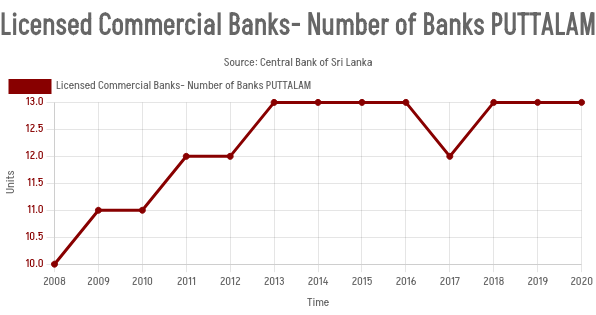 Licensed Commercial Banks- Number of Banks PUTTALAM
Source: Central Bank of Sri Lanka
Licensed Commercial Banks- Number of Banks PUTTALAM
13.0
12.5
12.0
11.5
11.0
10.5
10.0
Units
2008 2009 2010 2011 2012 2013 2014 2015 2016 2017 2018 2019 2020
Time